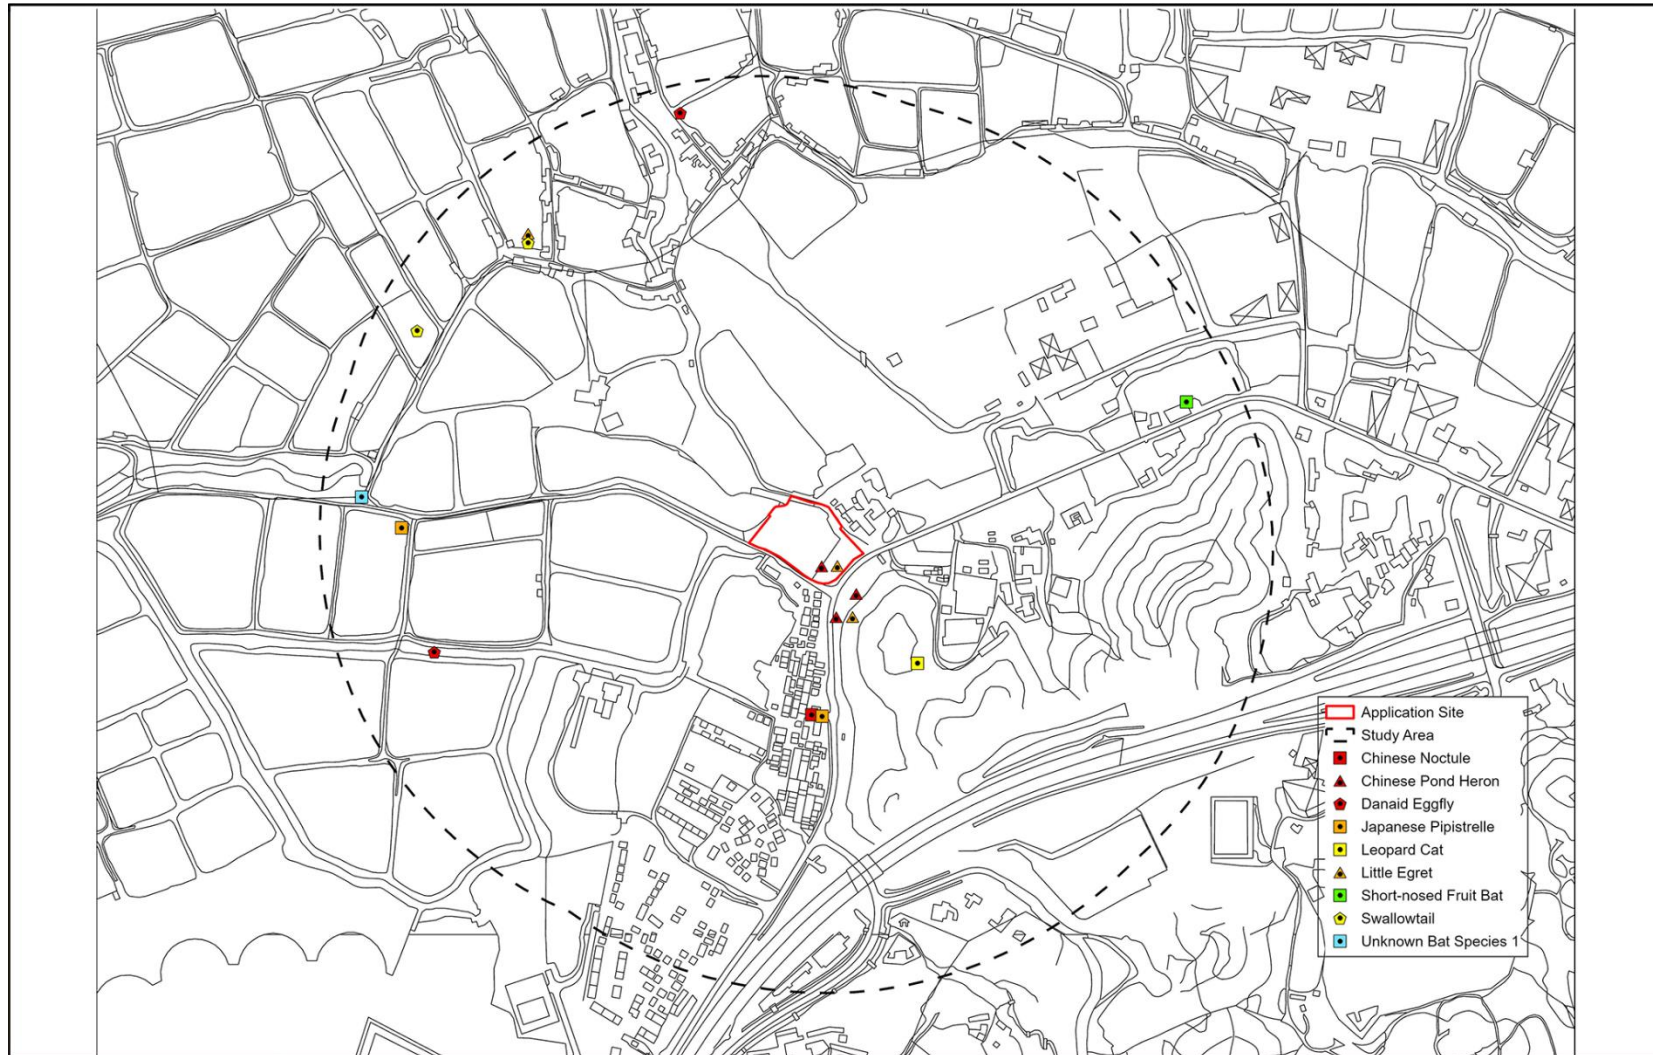 Application Site
Study Area
Chinese Noctule
Chinese Pond Heron
Danaid Eggfly
Japanese Pipistrelle
Leopard Cat
Little Egret
Short-nosed Fruit Bat
Swallowtail
Unknown Bat Species 1